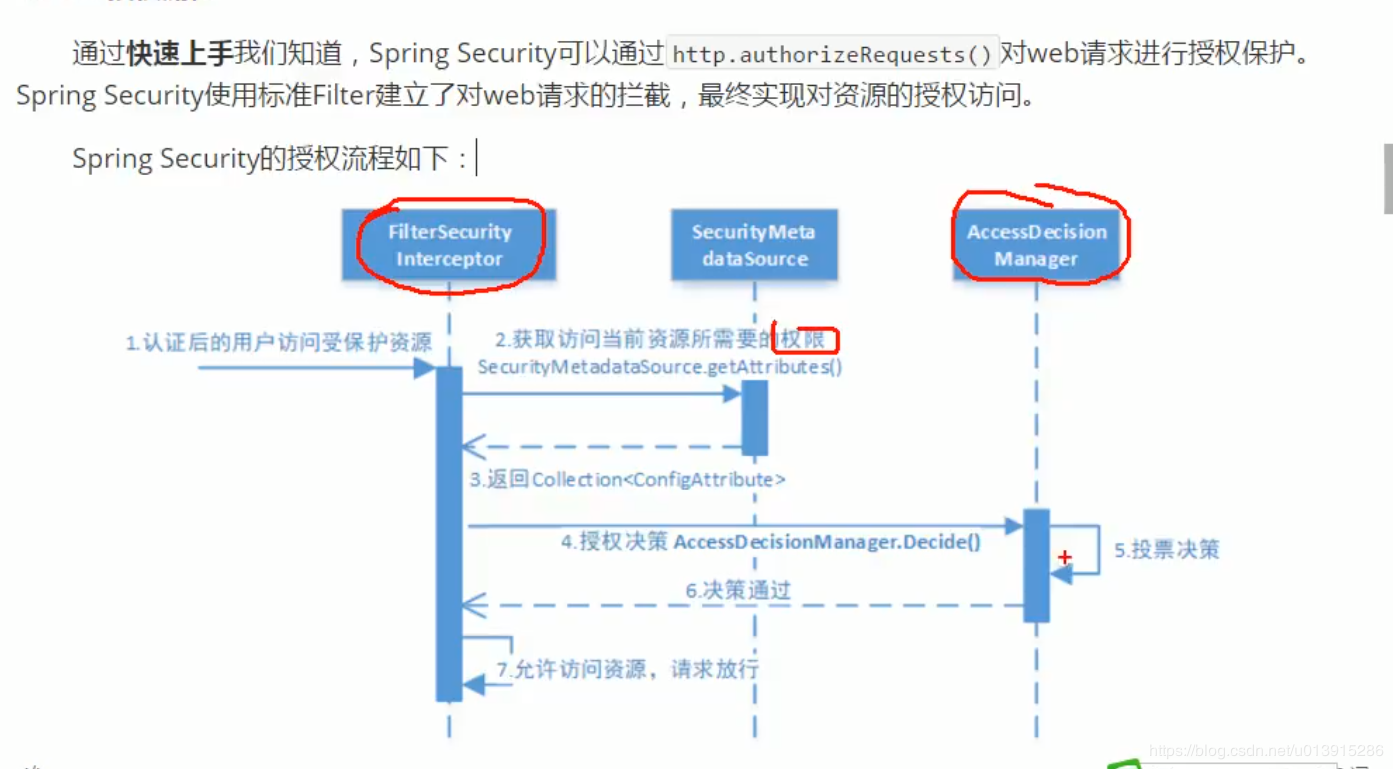 通过快速上手我们知道，Spring Security可以通过http.authorizeRequests()对web请求进行授权保护。
Spring Security使用标准Filter建立了对web请求的拦截，最终实现对资源的授权访问。
Spring Security的授权流程如下：
FilterSecurity
Interceptor
SecurityMeta
dataSource
AccessDecision
Manager
1.认证后的用户访问受保护资源
2.获取访问当前资源所需要的权限
SecurityMetadataSource.getAttributes()
3.返回Collection<ConfigAttribute>
4.授权决策 AccessDecisionManager.Decide()
5.投票决策
6.决策通过
7.允许访问资源，请求放行
https://blog.csdn.net/u013915286